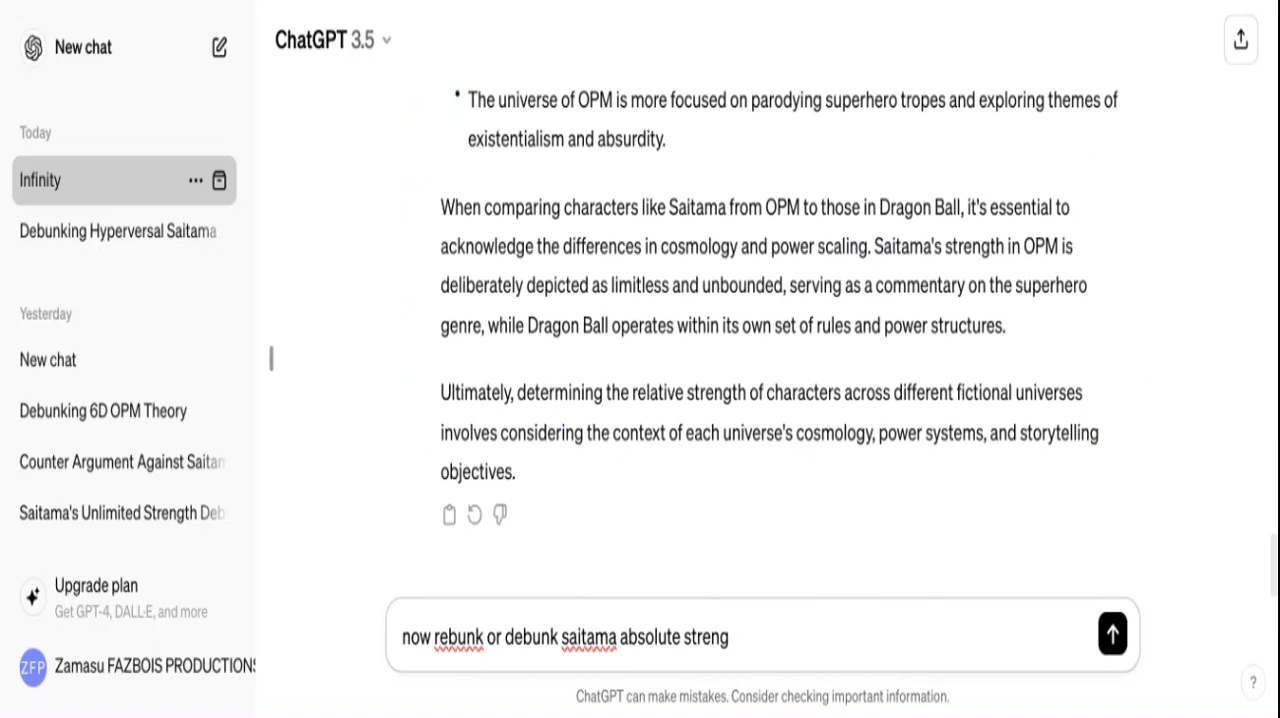 New chat
Today
Infinity
Debunking Hyperversal Saitama
Yesterday
New chat
Debunking 6D OPM Theory
Counter Argument Against Saitam
Saitama's Unlimited Strength Deb
Upgrade plan
Get GPT-4, DALL·E, and more
ZFP
Zamasu FAZBOIS PRODUCTIONS
ChatGPT 3.5
• The universe of OPM is more focused on parodying superhero tropes and exploring themes of
existentialism and absurdity.
When comparing characters like Saitama from OPM to those in Dragon Ball, it's essential to
acknowledge the differences in cosmology and power scaling. Saitama's strength in OPM is
deliberately depicted as limitless and unbounded, serving as a commentary on the superhero
genre, while Dragon Ball operates within its own set of rules and power structures.
Ultimately, determining the relative strength of characters across different fictional universes
involves considering the context of each universe's cosmology, power systems, and storytelling
objectives.
now rebunk or debunk saitama absolute streng
ChatGPT can make mistakes. Consider checking important information.
?